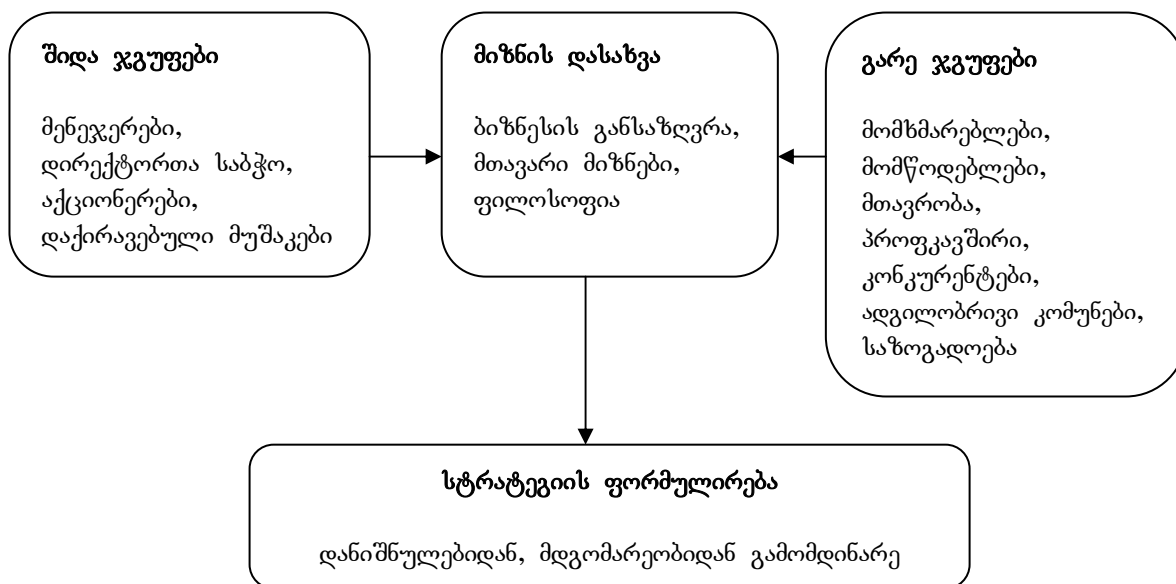 შიდა ჯგუფები
მენეჯერები,
დირექტორთა საბჭო,
აქციონერები,
დაქირავებული მუშაკები
მიზნის დასახვა
ბიზნესის განსაზღვრა,
მთავარი მიზნები,
ფილოსოფია
გარე ჯგუფები
მომხმარებლები,
მომწოდებლები,
მთავრობა,
პროფკავშირი,
კონკურენტები,
ადგილობრივი კომუნები,
საზოგადოება
სტრატეგიის ფორმულირება
დანიშნულებიდან, მდგომარეობიდან გამომდინარე